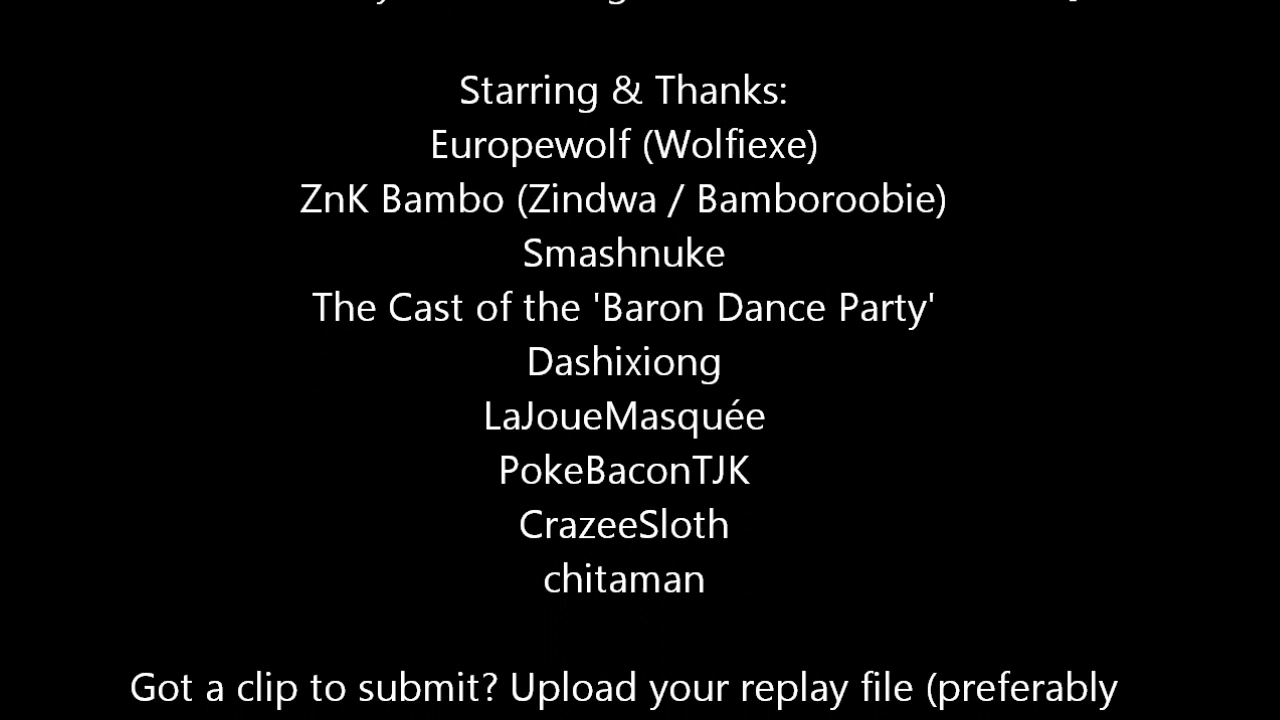 Starring & Thanks:
Europewolf (Wolfiexe)
ZnK Bambo (Zindwa / Bamboroobie)
Smashnuke
The Cast of the 'Baron Dance Party'
Dashixiong
LaJoueMasquée
PokeBaconTJK
CrazeeSloth
chitaman
Got a clip to submit? Upload your replay file (preferably